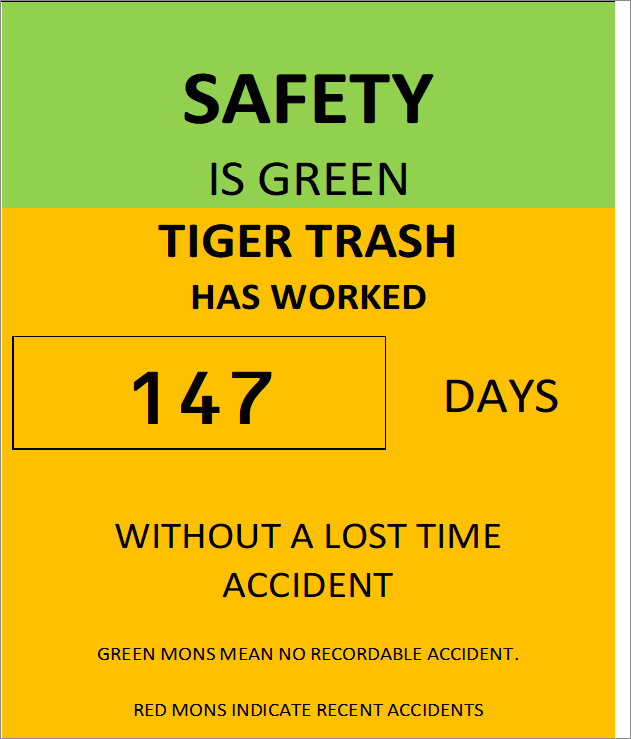 SAFETY
IS GREEN
TIGER TRASH
HAS WORKED
147 DAYS
WITHOUT A LOST TIME
ACCIDENT
GREEN MONS MEAN NO RECORDABLE ACCIDENT.
RED MONS INDICATE RECENT ACCIDENTS